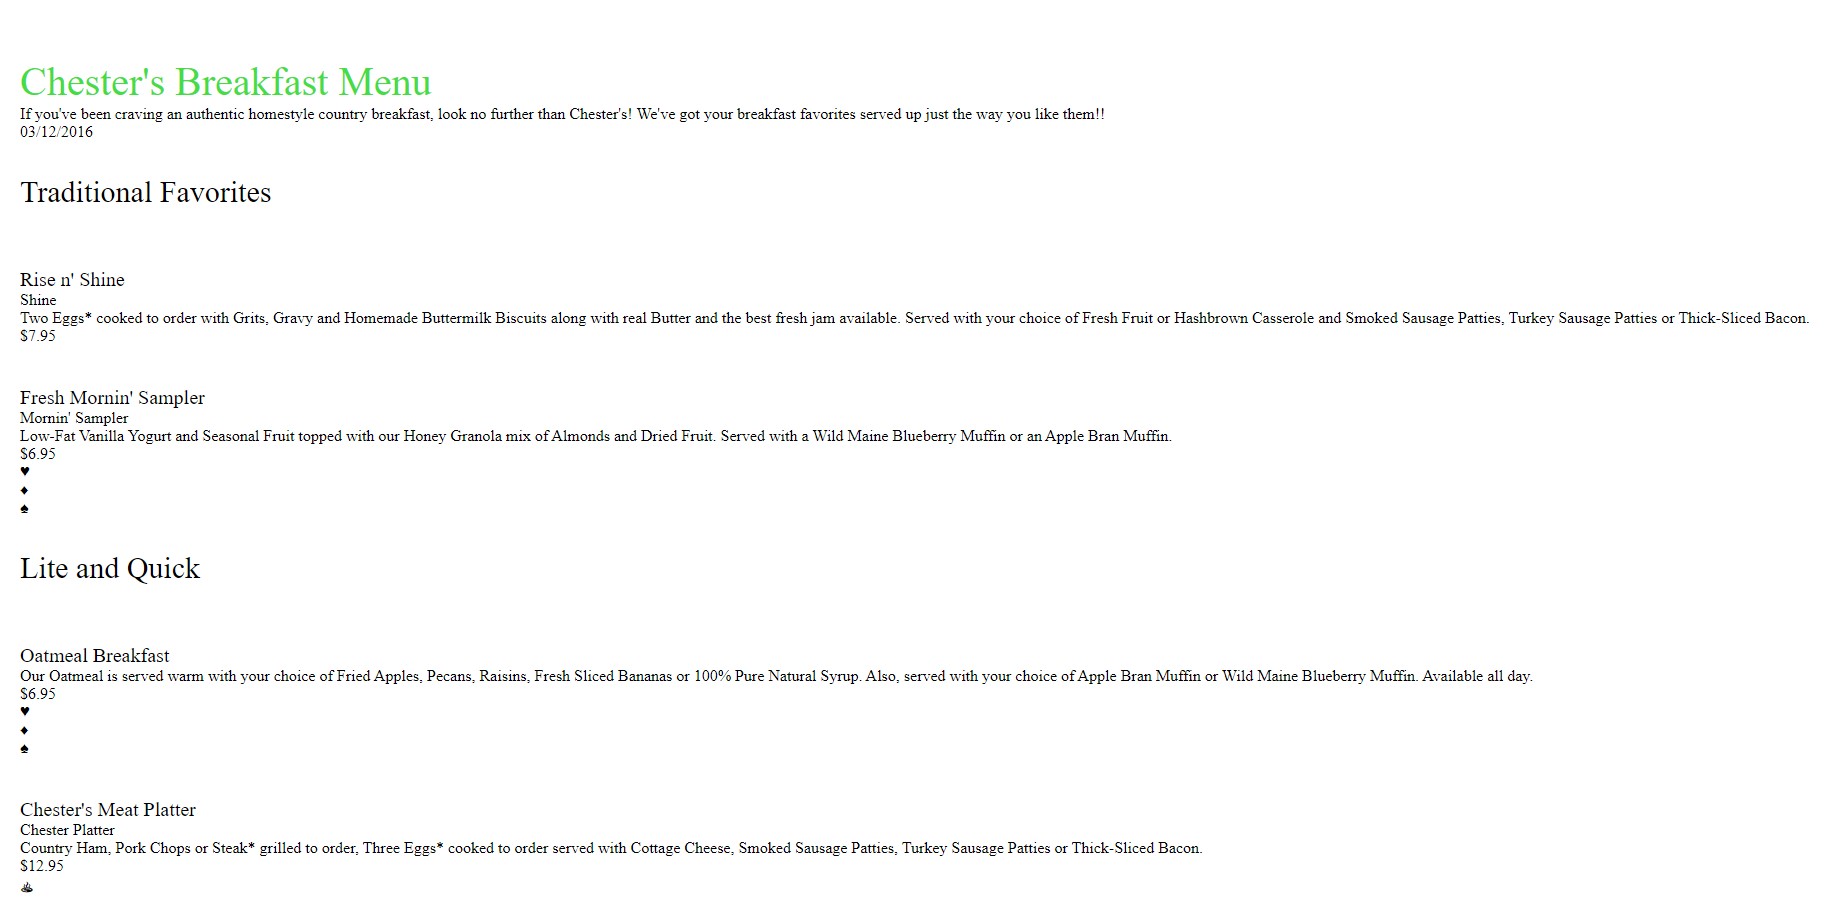 Chester's Breakfast Menu
If you've been craving an authentic homestyle country breakfast, look no further than Chester's! We've got your breakfast favorites served up just the way you like them!!
03/12/2016
Traditional Favorites
Rise n' Shine
Shine
Two Eggs* cooked to order with Grits, Gravy and Homemade Buttermilk Biscuits along with real Butter and the best fresh jam available. Served with your choice of Fresh Fruit or Hashbrown Casserole and Smoked Sausage Patties, Turkey Sausage Patties or Thick-Sliced Bacon.
$7.95
Fresh Mornin' Sampler
Mornin' Sampler
Low-Fat Vanilla Yogurt and Seasonal Fruit topped with our Honey Granola mix of Almonds and Dried Fruit. Served with a Wild Maine Blueberry Muffin or an Apple Bran Muffin.
$6.95
♥
♦
♠
Lite and Quick
Oatmeal Breakfast
Our Oatmeal is served warm with your choice of Fried Apples, Pecans, Raisins, Fresh Sliced Bananas or 100% Pure Natural Syrup. Also, served with your choice of Apple Bran Muffin or Wild Maine Blueberry Muffin. Available all day.
$6.95
♥
♦
♠
Chester's Meat Platter
Chester Platter
Country Ham, Pork Chops or Steak* grilled to order, Three Eggs* cooked to order served with Cottage Cheese, Smoked Sausage Patties, Turkey Sausage Patties or Thick-Sliced Bacon.
$12.95
♨